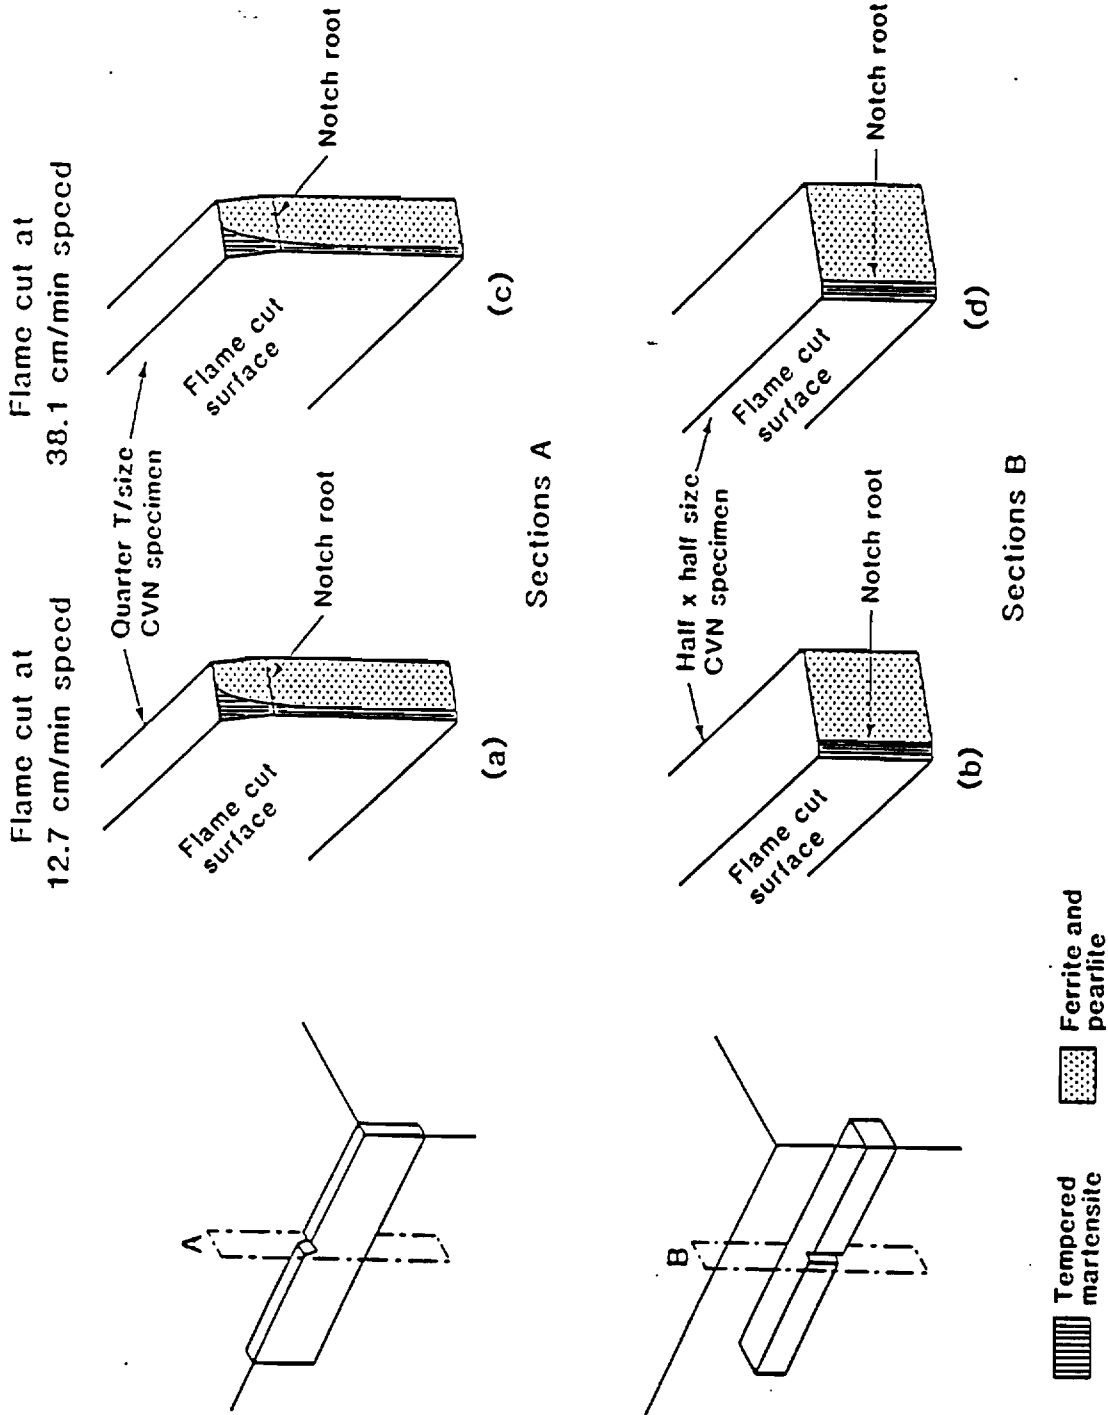 Flame cut at
12.7 cm/min speed
Flame cut at
38.1 cm/min speed
Quarter T/size
CVN specimen
Flame cut
surface
Notch root
(a)
Flame cut
surface
Notch root
(c)
A
Sections A
Half x half size
CVN specimen
Flame cut
surface
Notch root
(b)
Flame cut
surface
Notch root
(d)
B
Sections B
Tempered
martensite
Ferrite and
pearlite